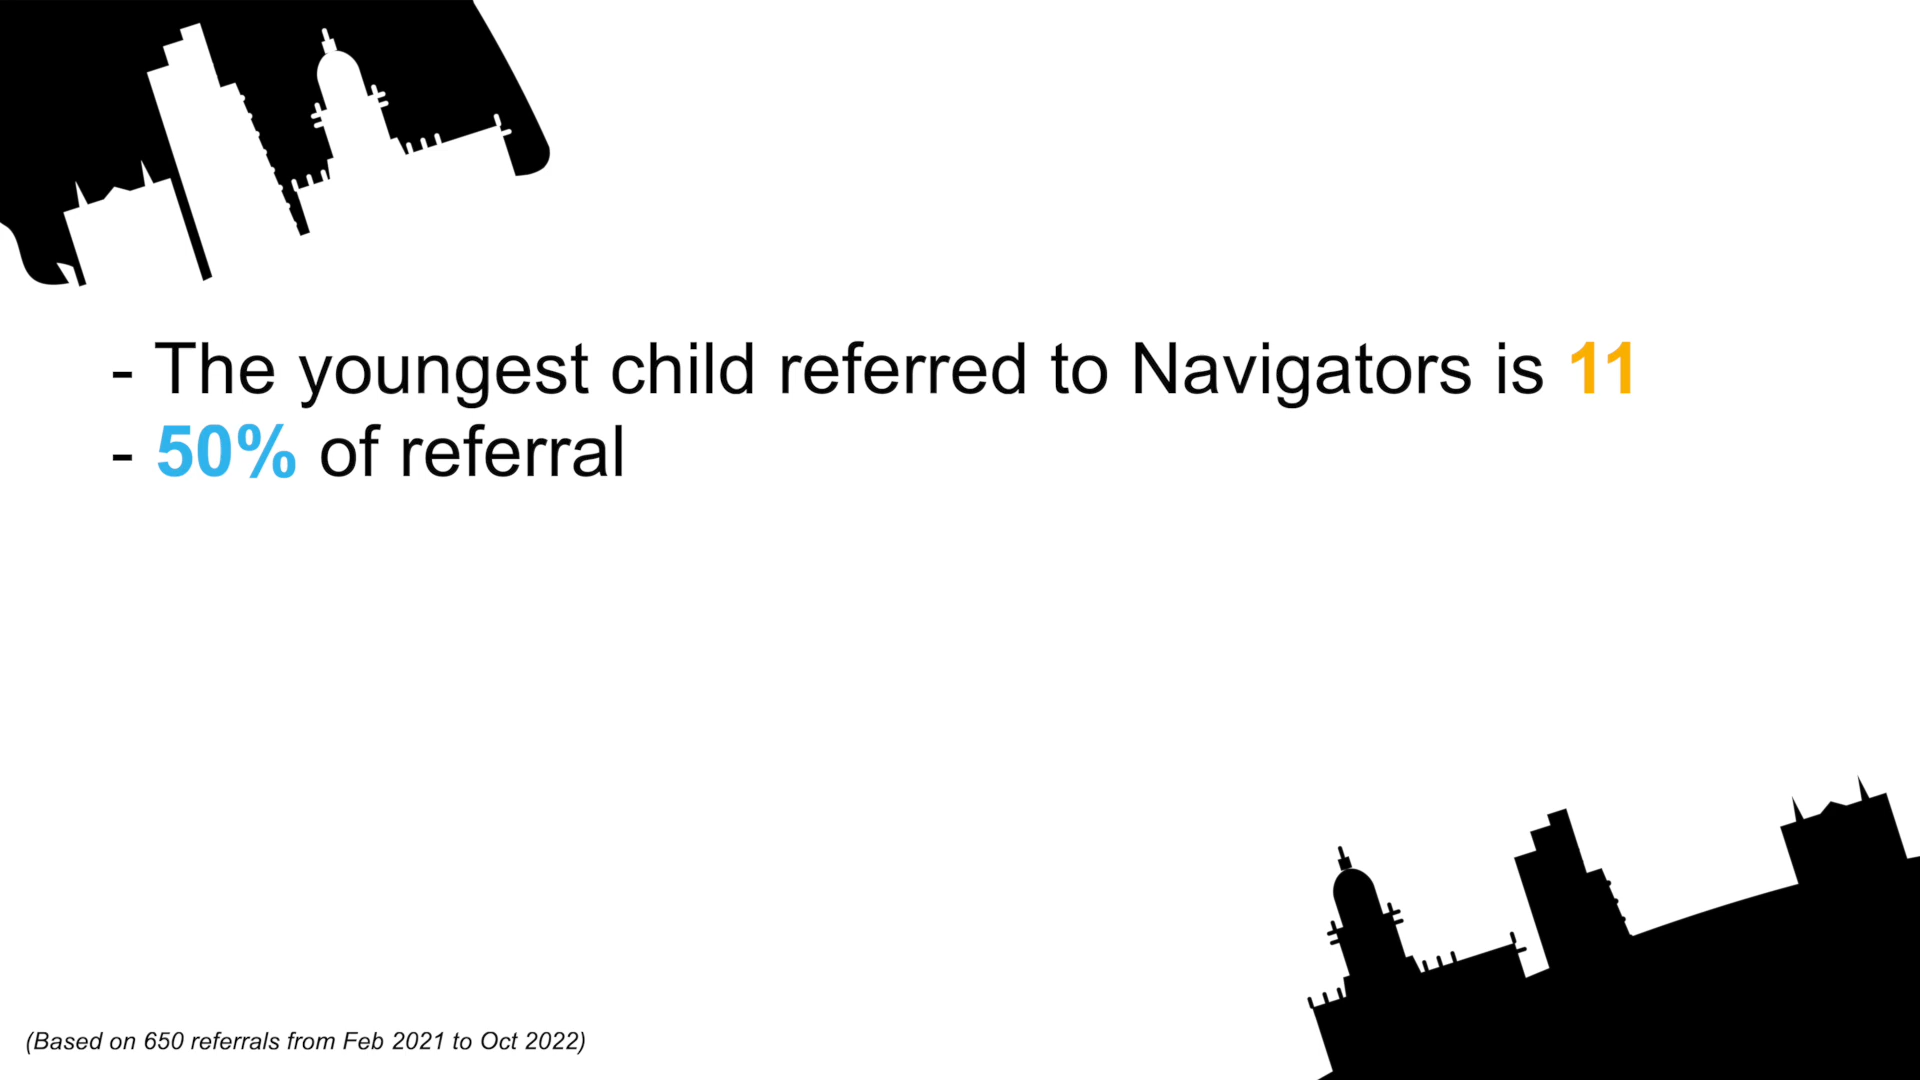 - The youngest child referred to Navigators is 11
- 50% of referral
(Based on 650 referrals from Feb 2021 to Oct 2022)